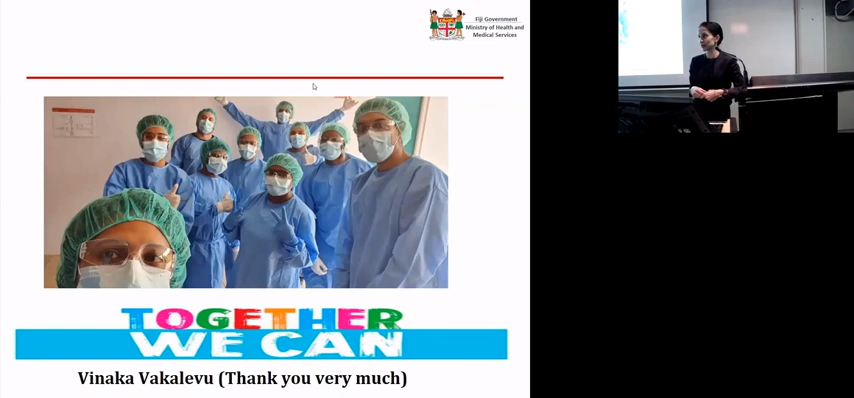 Fiji Government
Ministry of Health and
Medical Services
TOGETHER
WE CAN
Vinaka Vakalevu (Thank you very much)